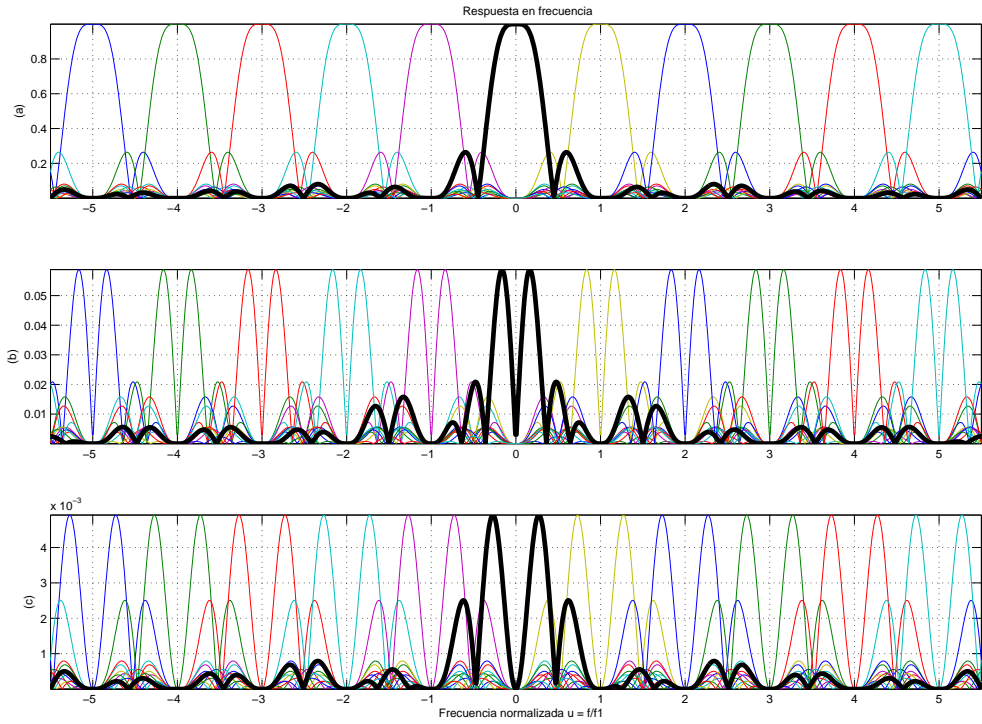 Respuesta en frecuencia
(a)
0.8
0.6
0.4
0.2
−5 −4 −3 −2 −1 0 1 2 3 4 5
(b)
0.05
0.04
0.03
0.02
0.01
−5 −4 −3 −2 −1 0 1 2 3 4 5
x 10⁻³
(c)
4
3
2
1
−5 −4 −3 −2 −1 0 1 2 3 4 5
Frecuencia normalizada u = f/f1